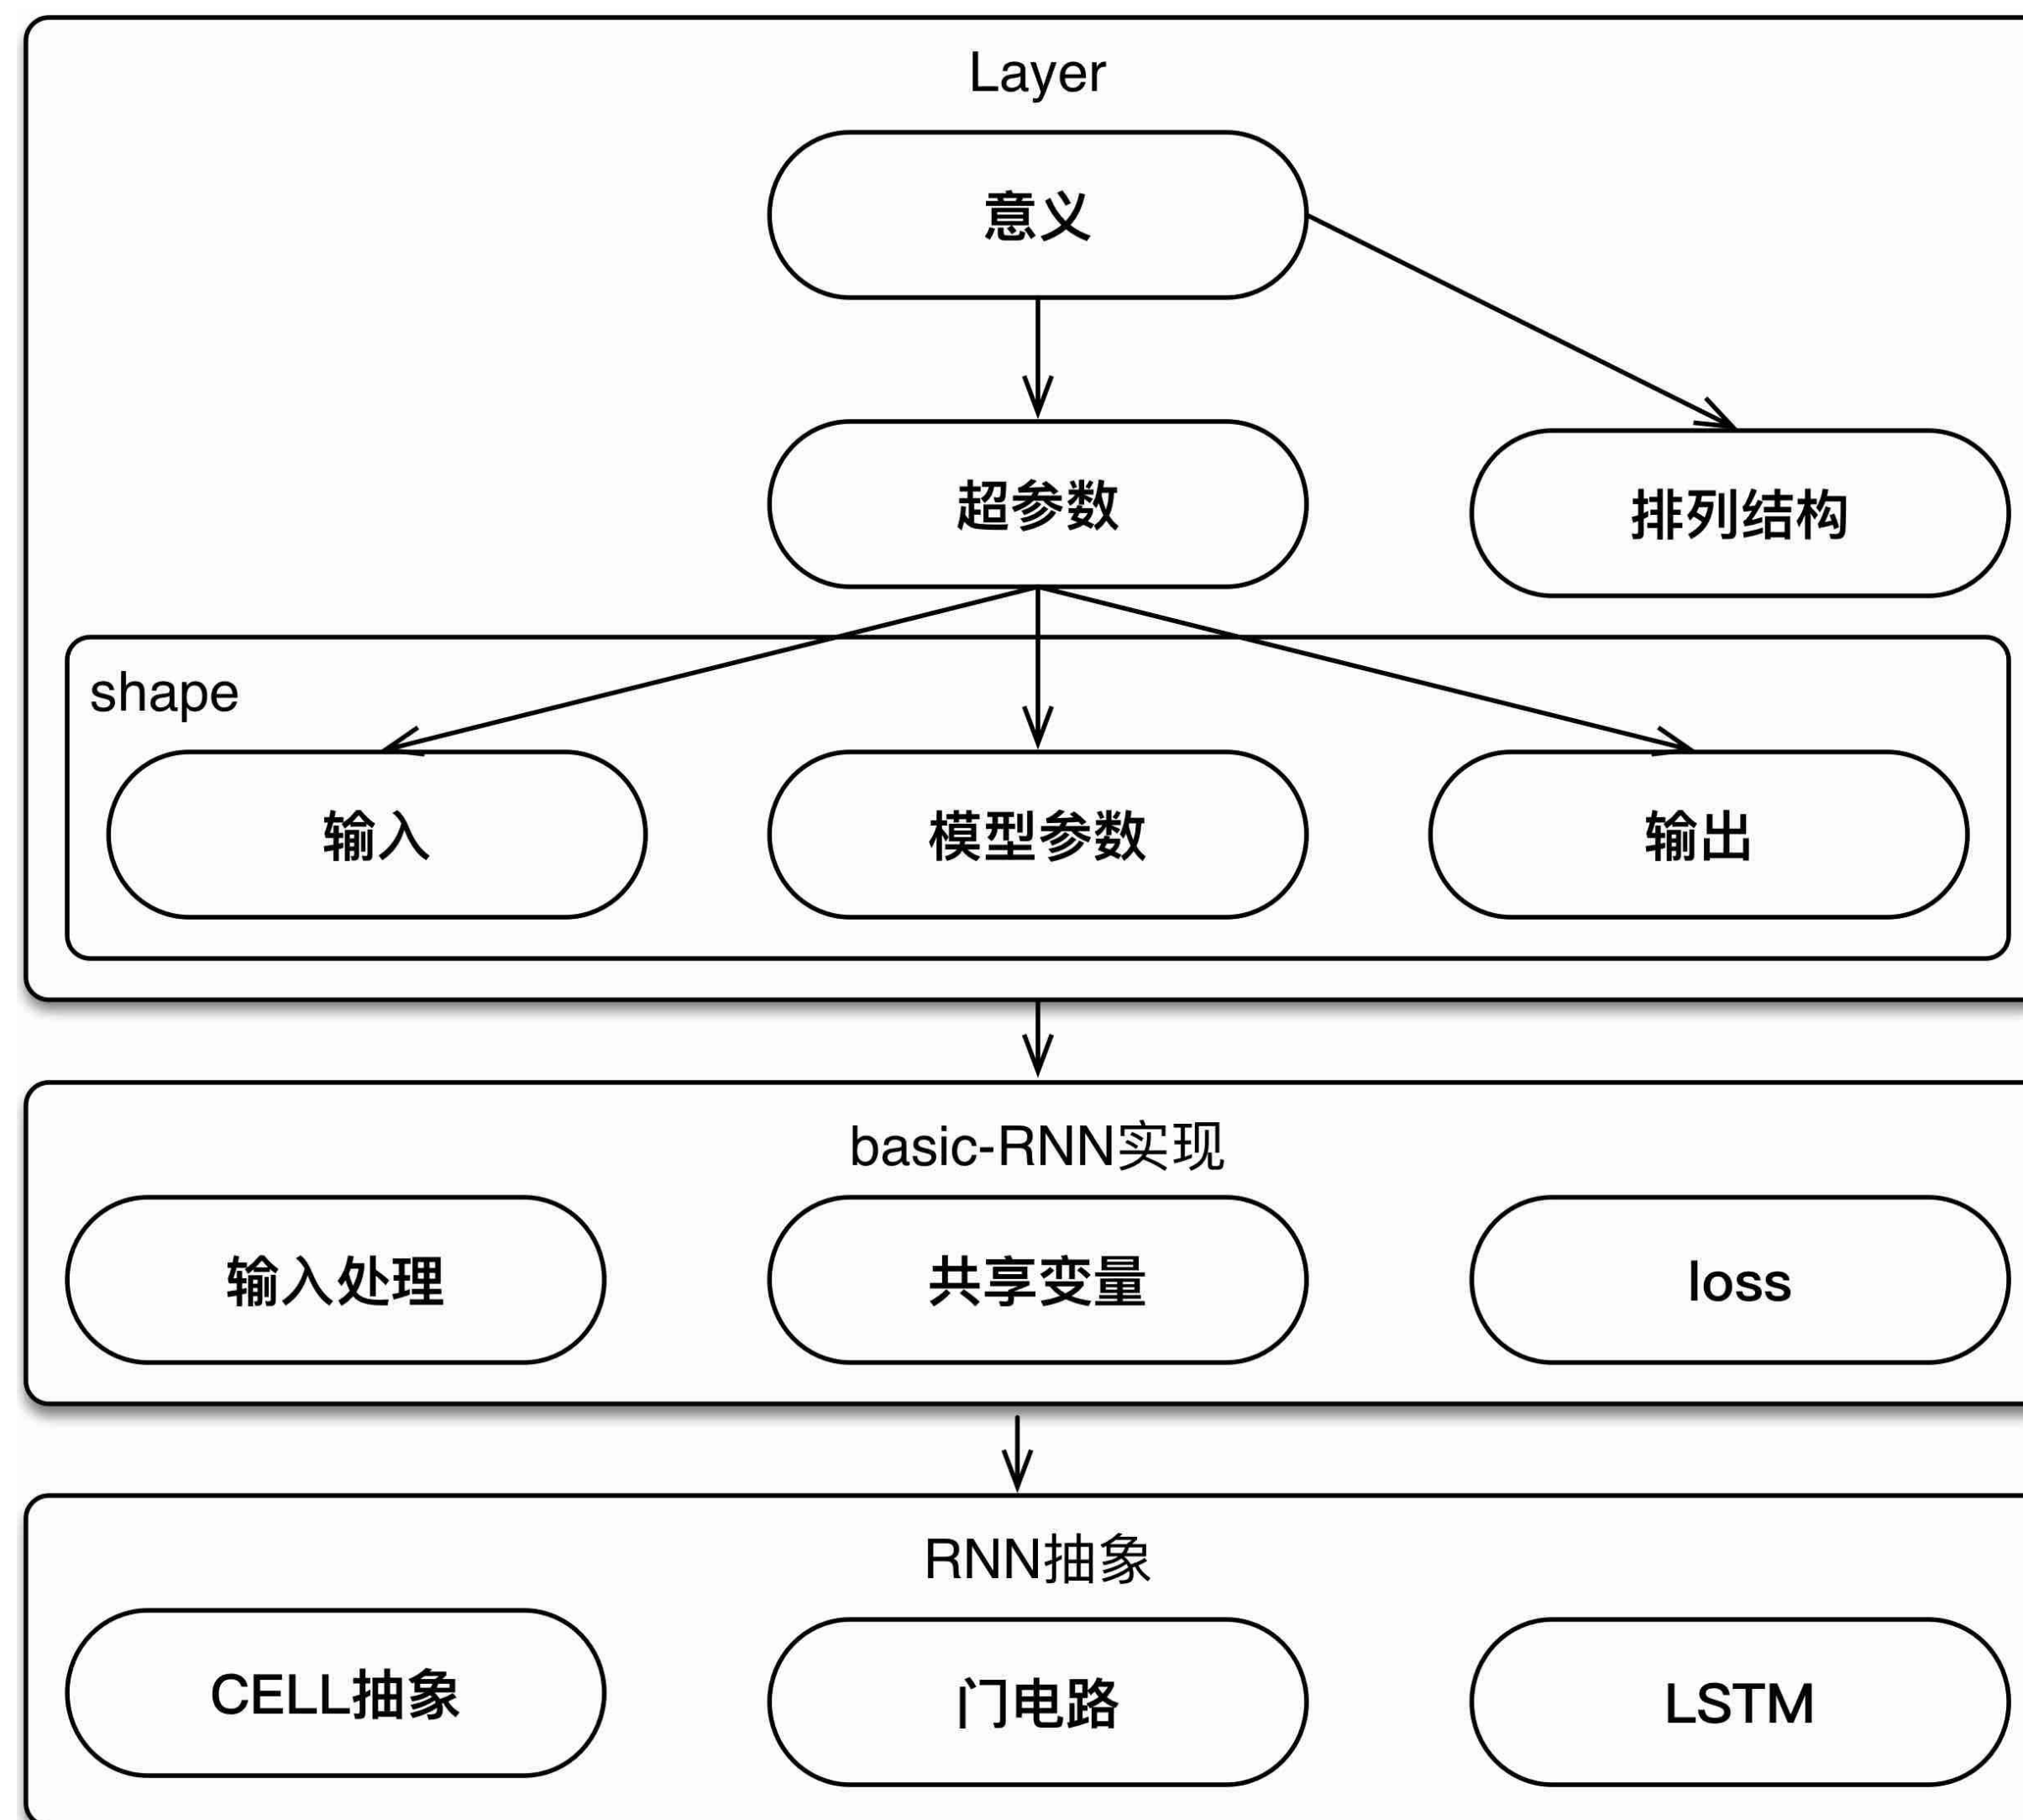 Layer
意义
超参数
排列结构
shape
输入
模型参数
输出
basic-RNN实现
输入处理
共享变量
loss
RNN抽象
CELL抽象
门电路
LSTM